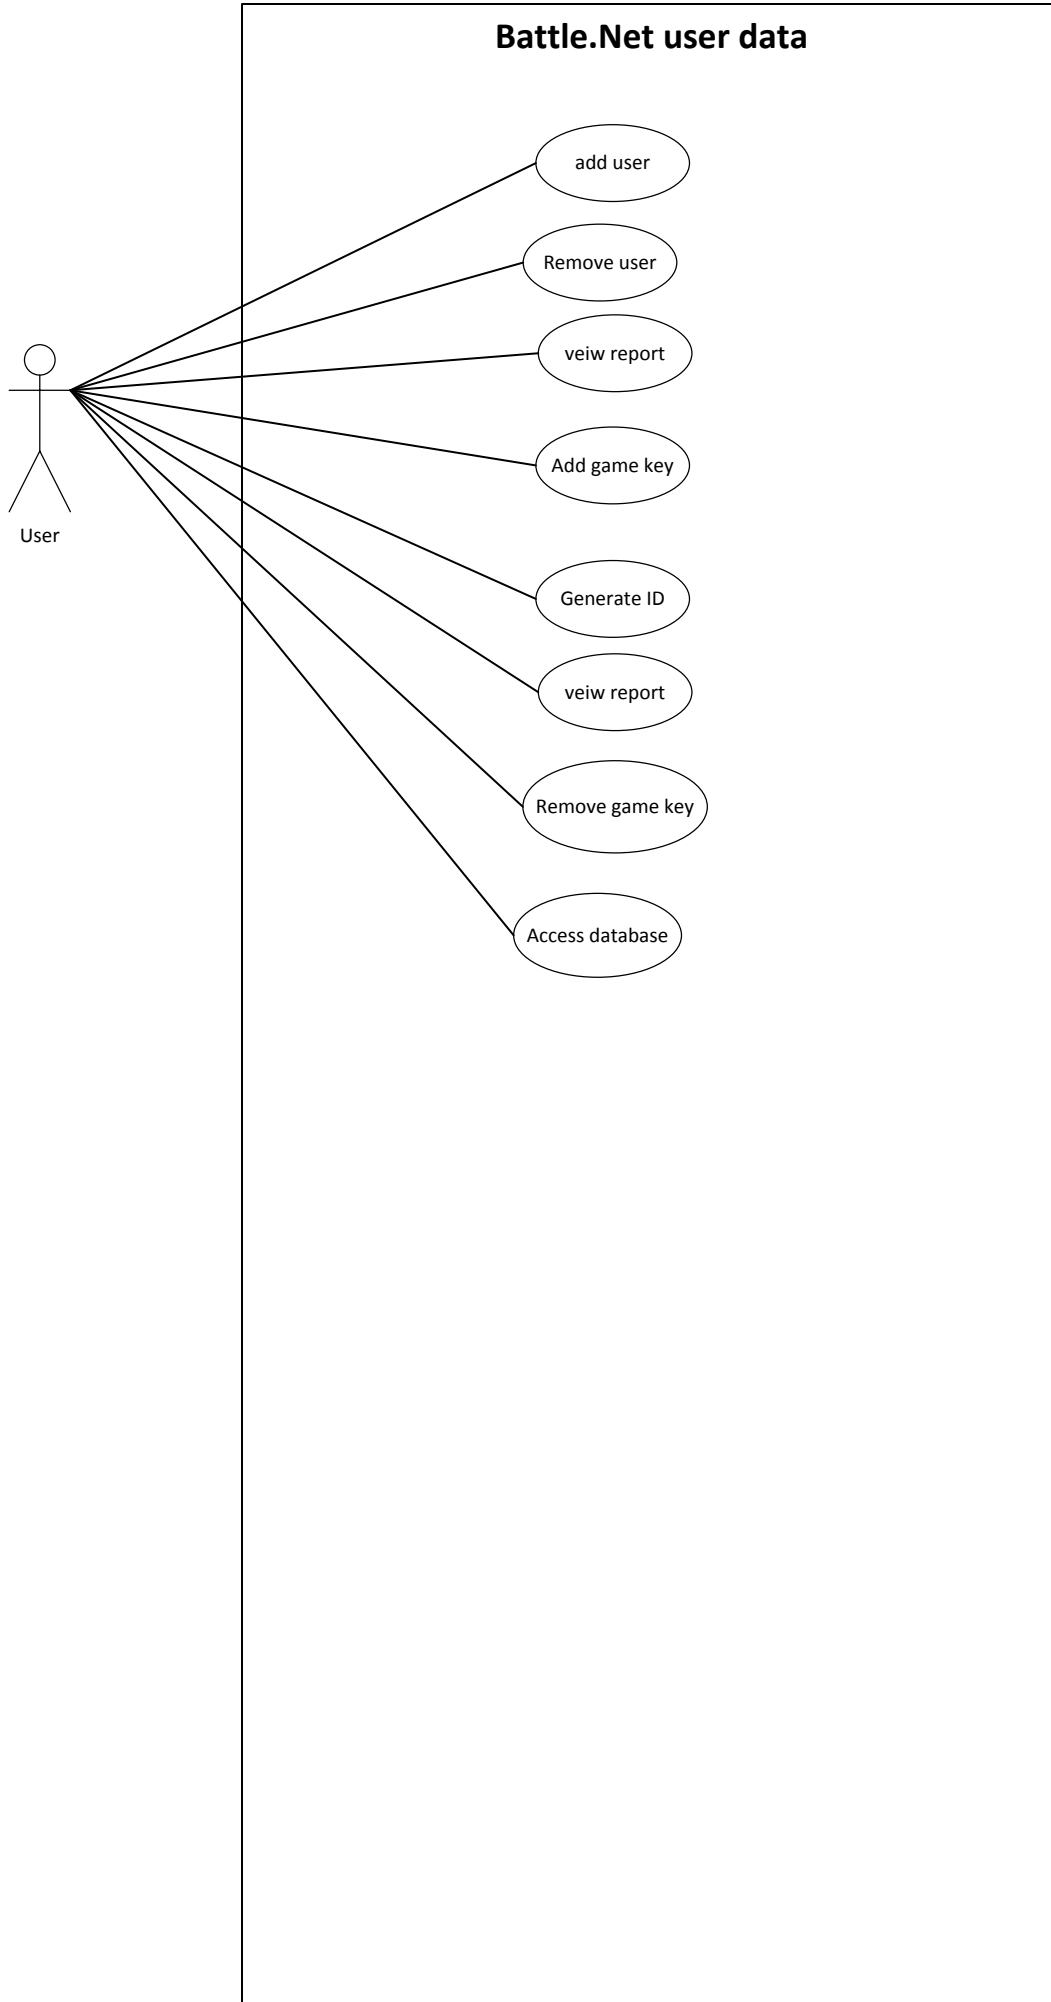 Battle.Net user data
add user
Remove user
veiw report
Add game key
User
Generate ID
veiw report
Remove game key
Access database